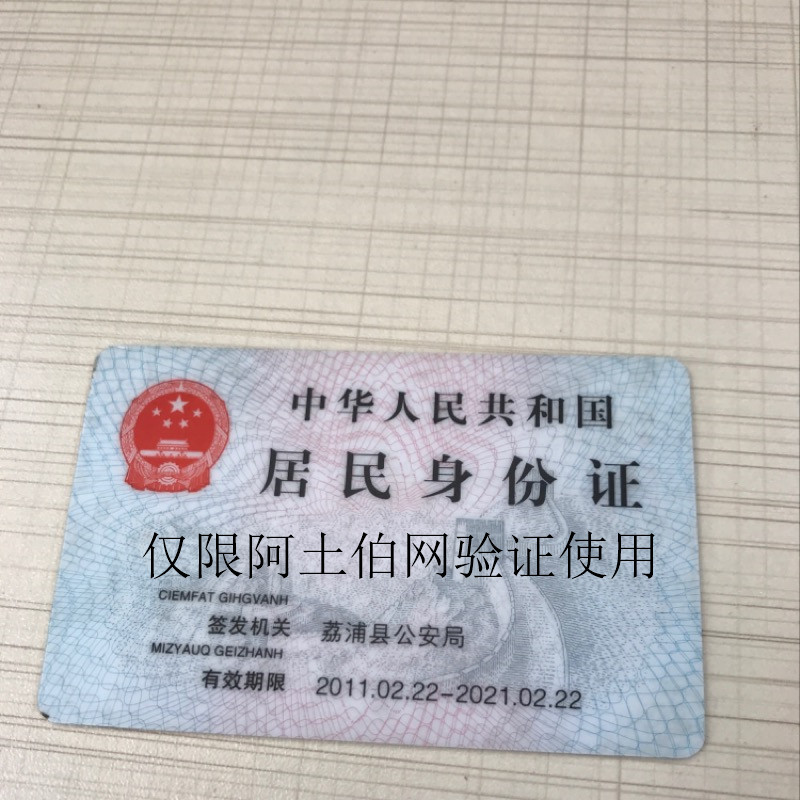 中华人民共和国
居民身份证
仅限阿土伯网验证使用
CIEMFAT GIHGVANH
签发机关 荔浦县公安局
MIZYAUQ GEIZHANH
有效期限 2011.02.22-2021.02.22